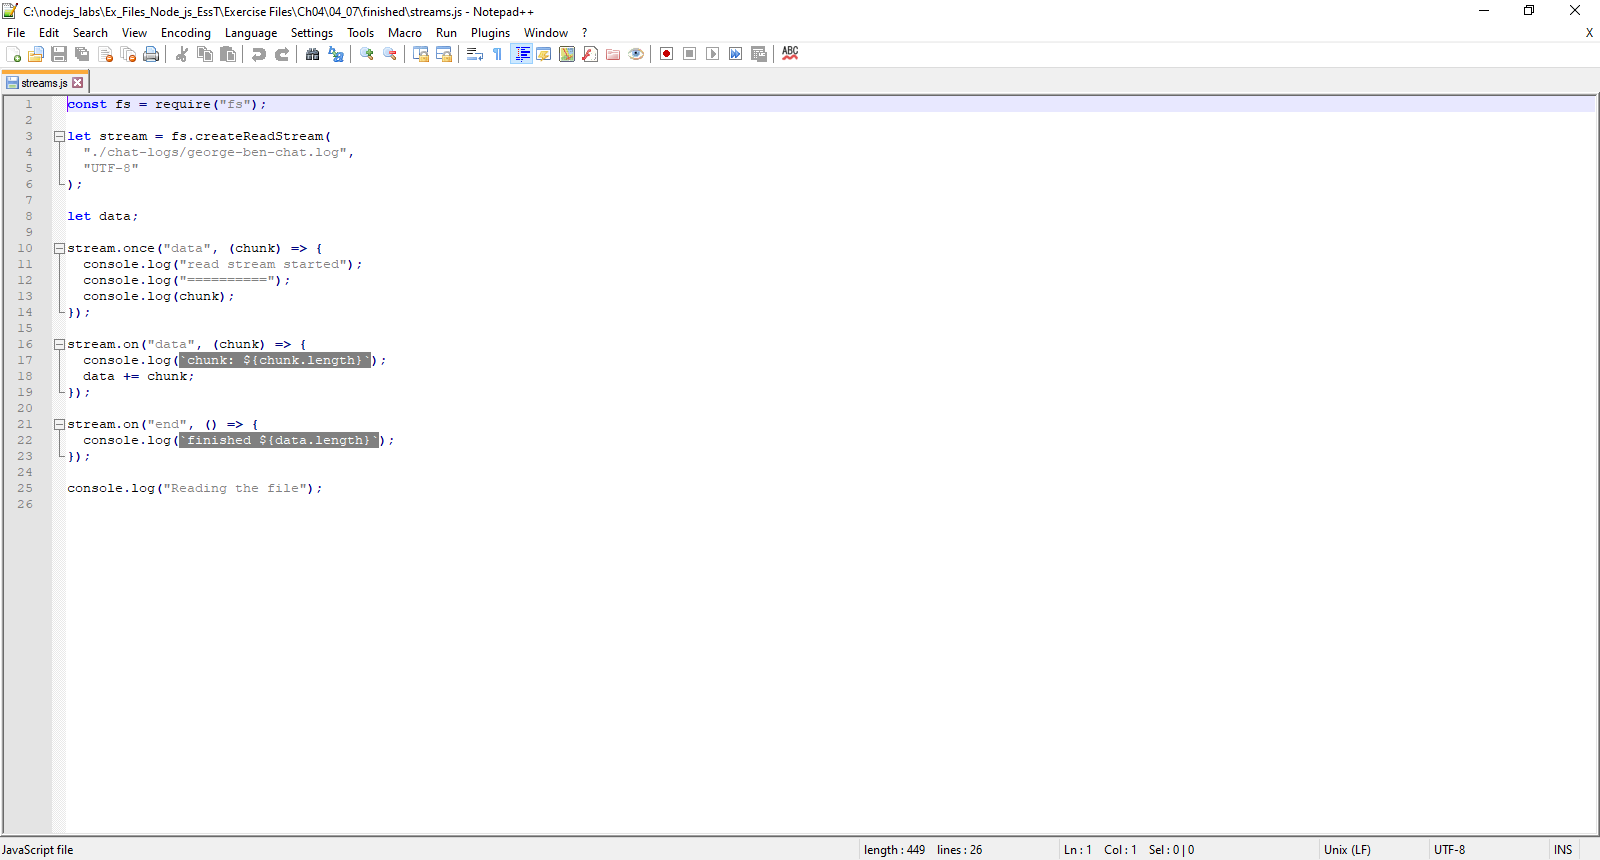 C:\nodejs_labs\Ex_Files_Node_js_EssT\Exercise Files\Ch04\04_07\finished\streams.js - Notepad++
File Edit Search View Encoding Language Settings Tools Macro Run Plugins Window ? X
ABC
streams.js
1 const fs = require("fs");
2
3 let stream = fs.createReadStream(
4   "./chat-logs/george-ben-chat.log",
5   "UTF-8"
6 );
7
8 let data;
9
10 stream.once("data", (chunk) => {
11   console.log("read stream started");
12   console.log("==========");
13   console.log(chunk);
14 });
15
16 stream.on("data", (chunk) => {
17   console.log(`chunk: ${chunk.length}`);
18   data += chunk;
19 });
20
21 stream.on("end", () => {
22   console.log(`finished ${data.length}`);
23 });
24
25 console.log("Reading the file");
26
JavaScript file length : 449 lines : 26 Ln : 1 Col : 1 Sel : 0 | 0 Unix (LF) UTF-8 INS